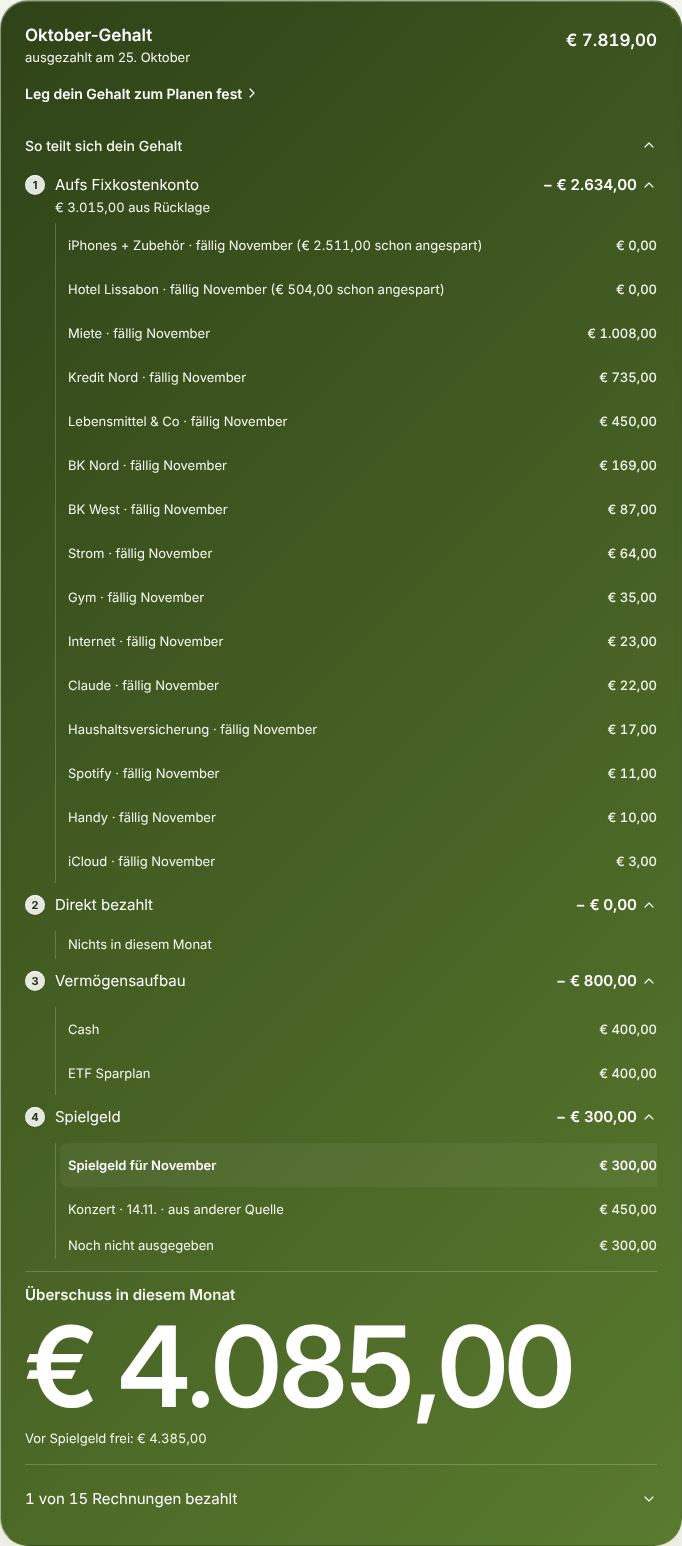 Oktober-Gehalt
€ 7.819,00
ausgezahlt am 25. Oktober
Leg dein Gehalt zum Planen fest
So teilt sich dein Gehalt
1 Aufs Fixkostenkonto – € 2.634,00
€ 3.015,00 aus Rücklage
iPhones + Zubehör · fällig November (€ 2.511,00 schon angespart) € 0,00
Hotel Lissabon · fällig November (€ 504,00 schon angespart) € 0,00
Miete · fällig November € 1.008,00
Kredit Nord · fällig November € 735,00
Lebensmittel & Co · fällig November € 450,00
BK Nord · fällig November € 169,00
BK West · fällig November € 87,00
Strom · fällig November € 64,00
Gym · fällig November € 35,00
Internet · fällig November € 23,00
Claude · fällig November € 22,00
Haushaltsversicherung · fällig November € 17,00
Spotify · fällig November € 11,00
Handy · fällig November € 10,00
iCloud · fällig November € 3,00
2 Direkt bezahlt – € 0,00
Nichts in diesem Monat
3 Vermögensaufbau – € 800,00
Cash € 400,00
ETF Sparplan € 400,00
4 Spielgeld – € 300,00
Spielgeld für November € 300,00
Konzert · 14.11. · aus anderer Quelle € 450,00
Noch nicht ausgegeben € 300,00
Überschuss in diesem Monat
€ 4.085,00
Vor Spielgeld frei: € 4.385,00
1 von 15 Rechnungen bezahlt